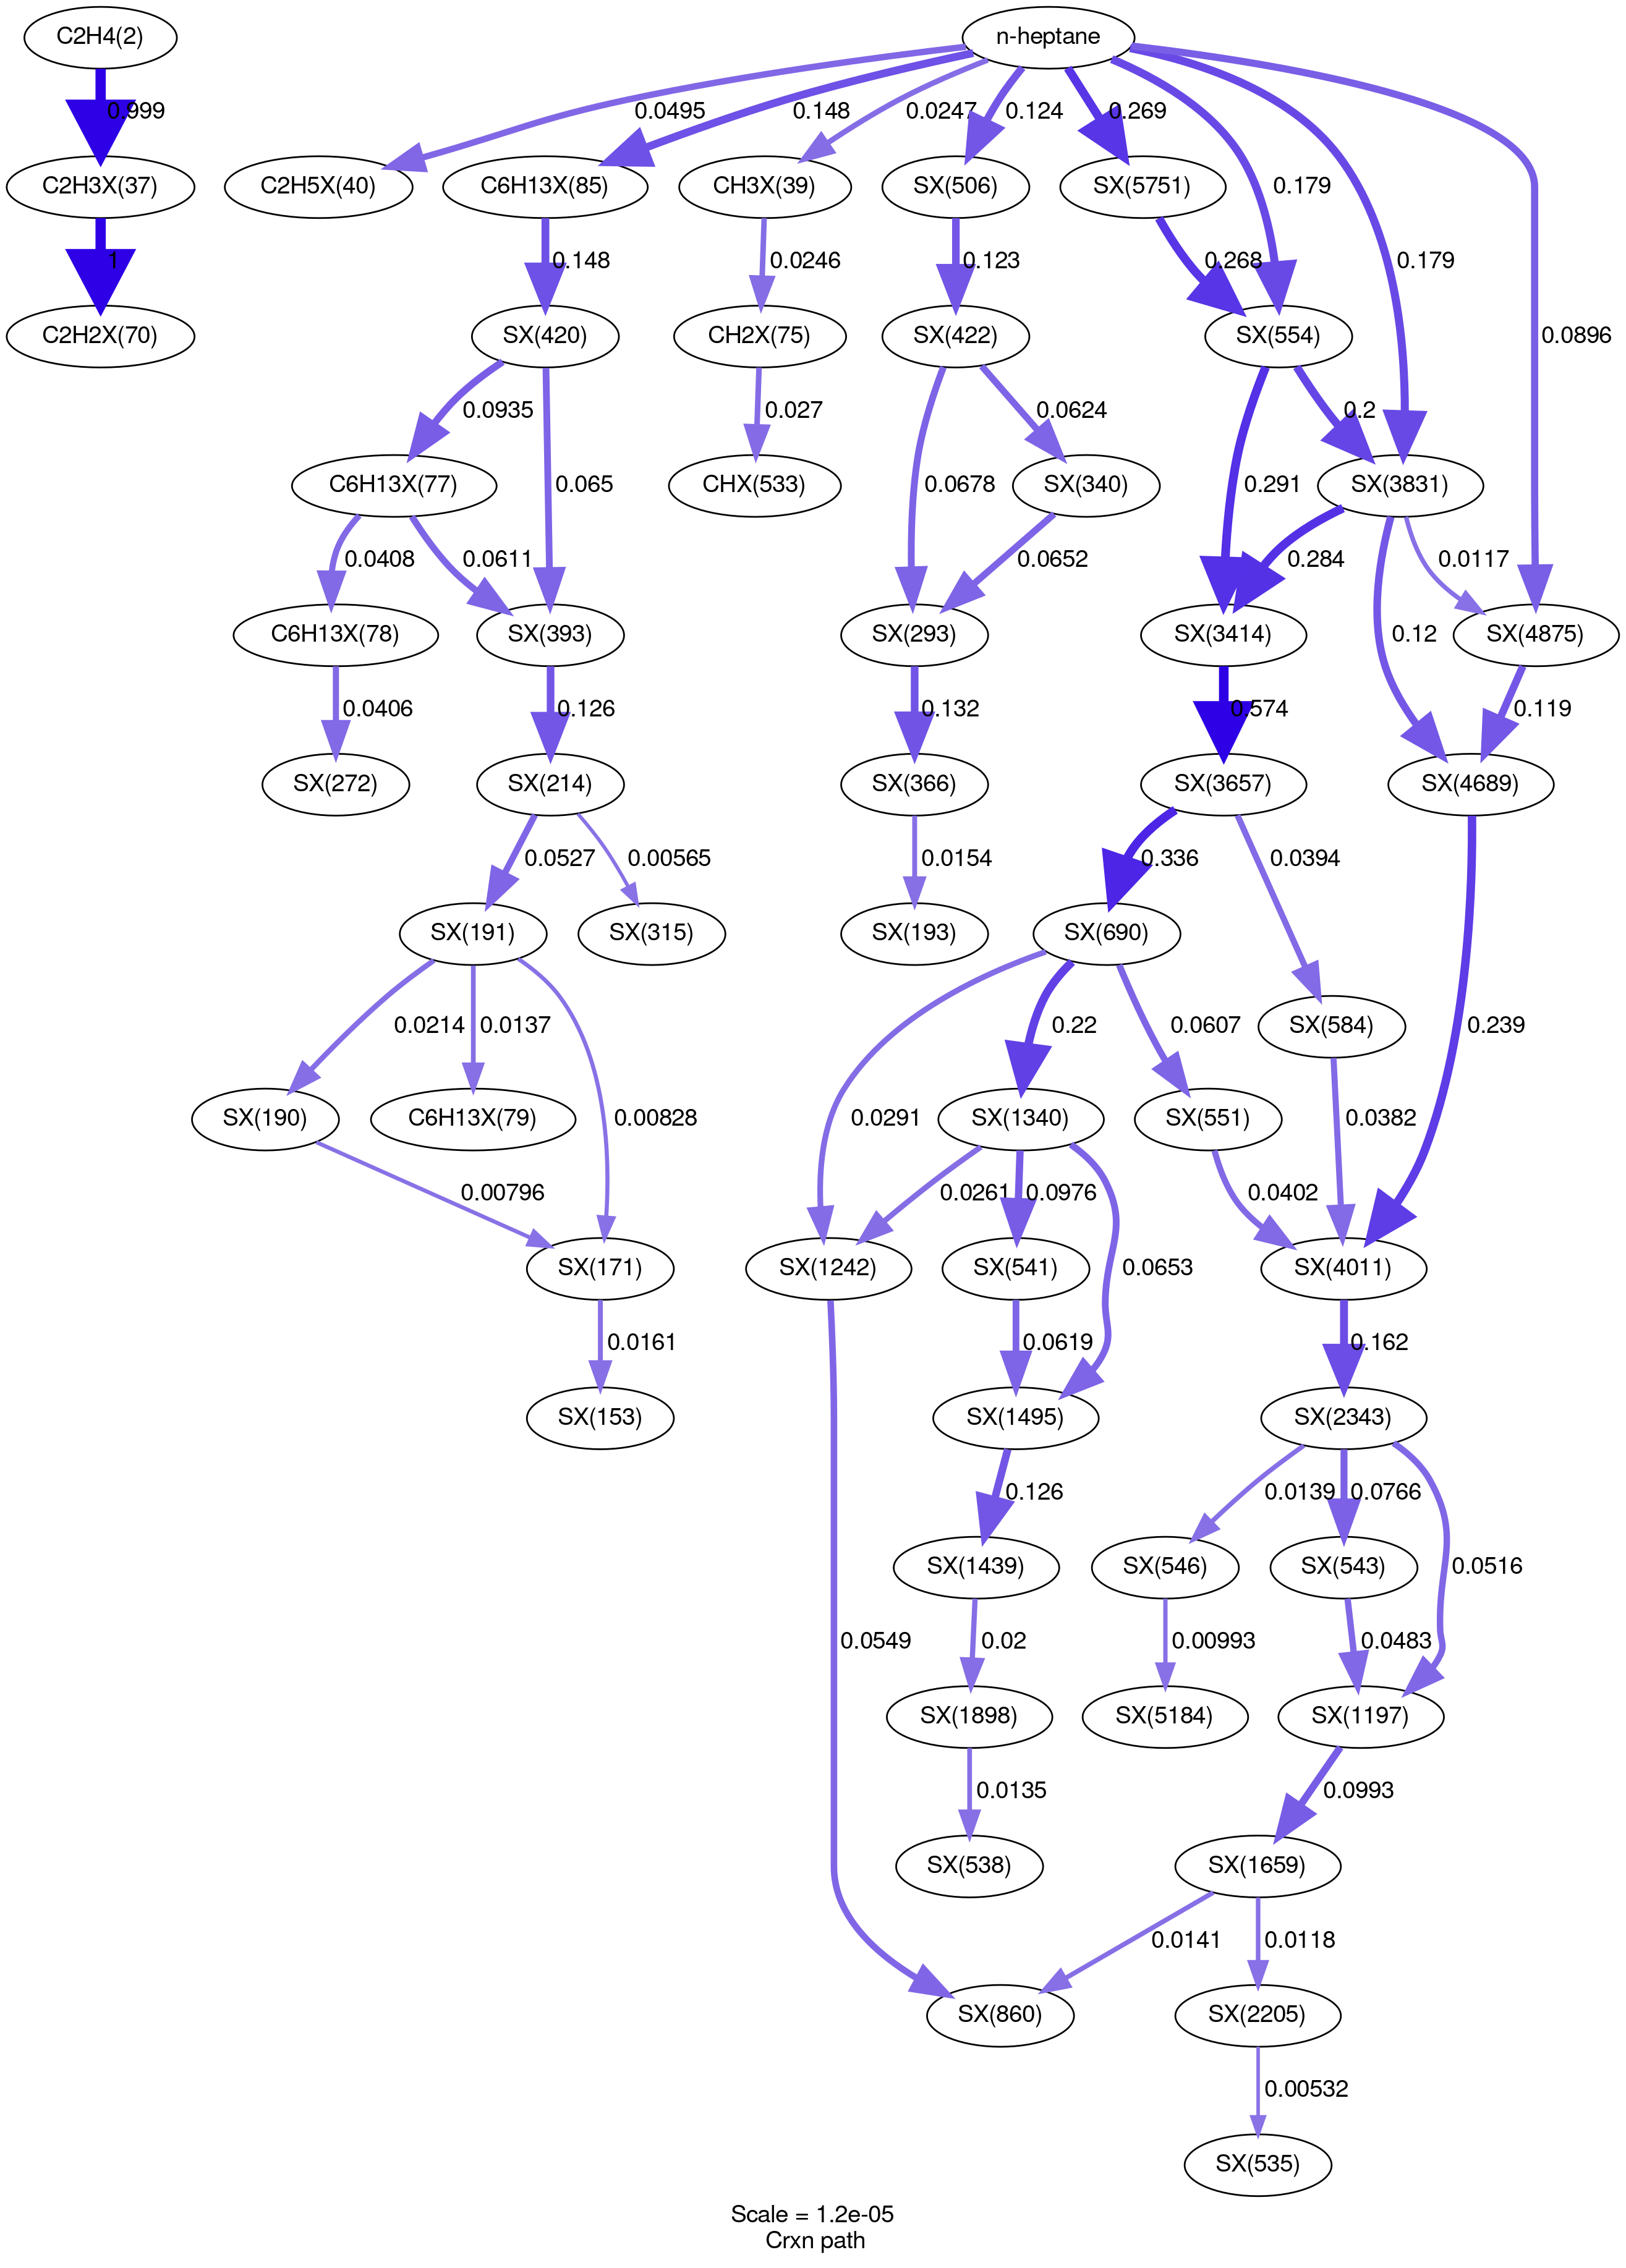 C2H4(2)
n-heptane
0.999
0.0495
0.148
0.0247
0.124
0.269
0.179
0.179
0.0896
C2H3X(37)
C2H5X(40)
C6H13X(85)
CH3X(39)
SX(506)
SX(5751)
1
0.148
0.0246
0.123
0.268
C2H2X(70)
SX(420)
CH2X(75)
SX(422)
SX(554)
0.0935
0.065
0.027
0.0678
0.0624
0.291
0.2
C6H13X(77)
CHX(533)
SX(340)
SX(3831)
0.0408
0.0611
0.0652
0.284
0.12
0.0117
C6H13X(78)
SX(393)
SX(293)
SX(3414)
SX(4875)
0.0406
0.126
0.132
0.574
0.119
SX(272)
SX(214)
SX(366)
SX(3657)
SX(4689)
0.0527
0.00565
0.0154
0.336
0.0394
SX(191)
SX(315)
SX(193)
SX(690)
0.0214
0.0137
0.00828
0.0291
0.22
0.0607
SX(584)
0.239
SX(190)
C6H13X(79)
SX(1340)
SX(551)
0.0382
0.00796
0.0261
0.0976
0.0653
0.0402
SX(171)
SX(1242)
SX(541)
SX(4011)
0.0161
0.0619
0.162
SX(153)
SX(1495)
SX(2343)
0.126
0.0139
0.0766
0.0516
SX(1439)
SX(546)
SX(543)
0.0549
0.02
0.00993
0.0483
SX(1898)
SX(5184)
SX(1197)
0.0135
0.0993
SX(538)
SX(1659)
0.0141
0.0118
SX(860)
SX(2205)
0.00532
SX(535)
Scale = 1.2e-05
Crxn path